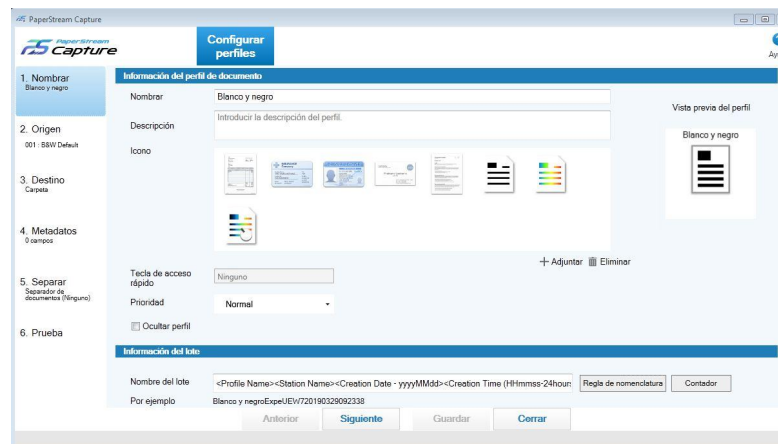 PaperStream Capture
PaperStream
Capture
Configurar
perfiles
1. Nombrar
Blanco y negro
2. Origen
001 : B&W Default
3. Destino
Carpeta
4. Metadatos
0 campos
5. Separar
Separador de
documentos (Ninguno)
6. Prueba
Información del perfil de documento
Nombrar
Blanco y negro
Descripción
Introducir la descripción del perfil.
Icono
Adjuntar
Eliminar
Vista previa del perfil
Blanco y negro
Tecla de acceso
rápido
Ninguno
Prioridad
Normal
Ocultar perfil
Información del lote
Nombre del lote
<Profile Name><Station Name><Creation Date - yyyyMMdd><Creation Time (HHmmss-24hours
Regla de nomenclatura
Contador
Por ejemplo
Blanco y negroExpeUEW720190329092338
Anterior
Siguiente
Guardar
Cerrar